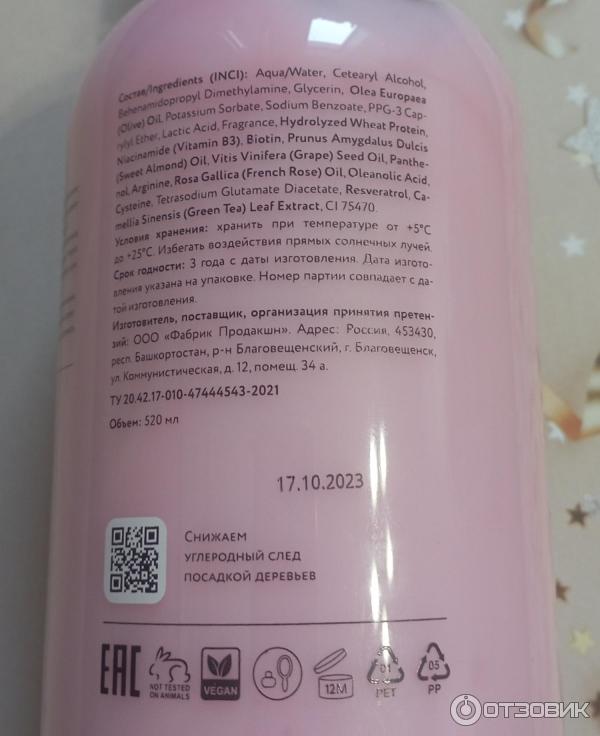 Состав/Ingredients (INCI): Aqua/Water, Cetearyl Alcohol,
Behenamidopropyl Dimethylamine, Glycerin, Olea Europaea
(Olive) Oil, Potassium Sorbate, Sodium Benzoate, PPG-3 Cap-
rylyl Ether, Lactic Acid, Fragrance, Hydrolyzed Wheat Protein,
Niacinamide (Vitamin B3), Biotin, Prunus Amygdalus Dulcis
(Sweet Almond) Oil, Vitis Vinifera (Grape) Seed Oil, Panthe-
nol, Arginine, Rosa Gallica (French Rose) Oil, Oleanolic Acid,
Cysteine, Tetrasodium Glutamate Diacetate, Resveratrol, Ca-
mellia Sinensis (Green Tea) Leaf Extract, CI 75470.
Условия хранения: хранить при температуре от +5°C
до +25°C. Избегать воздействия прямых солнечных лучей.
Срок годности: 3 года с даты изготовления. Дата изгото-
вления указана на упаковке. Номер партии совпадает с да-
той изготовления.
Изготовитель, поставщик, организация принятия претен-
зий: ООО «Фабрик Продакшн». Адрес: Россия, 453430,
респ. Башкортостан, р-н Благовещенский, г. Благовещенск,
ул. Коммунистическая, д. 12, помещ. 34 а.
ТУ 20.42.17-010-47444543-2021
Объем: 520 мл
17.10.2023
Снижаем
углеродный след
посадкой деревьев
EAC
NOT TESTED
ON ANIMALS
VEGAN
12M
01
PET
05
PP
ОТЗОВИК